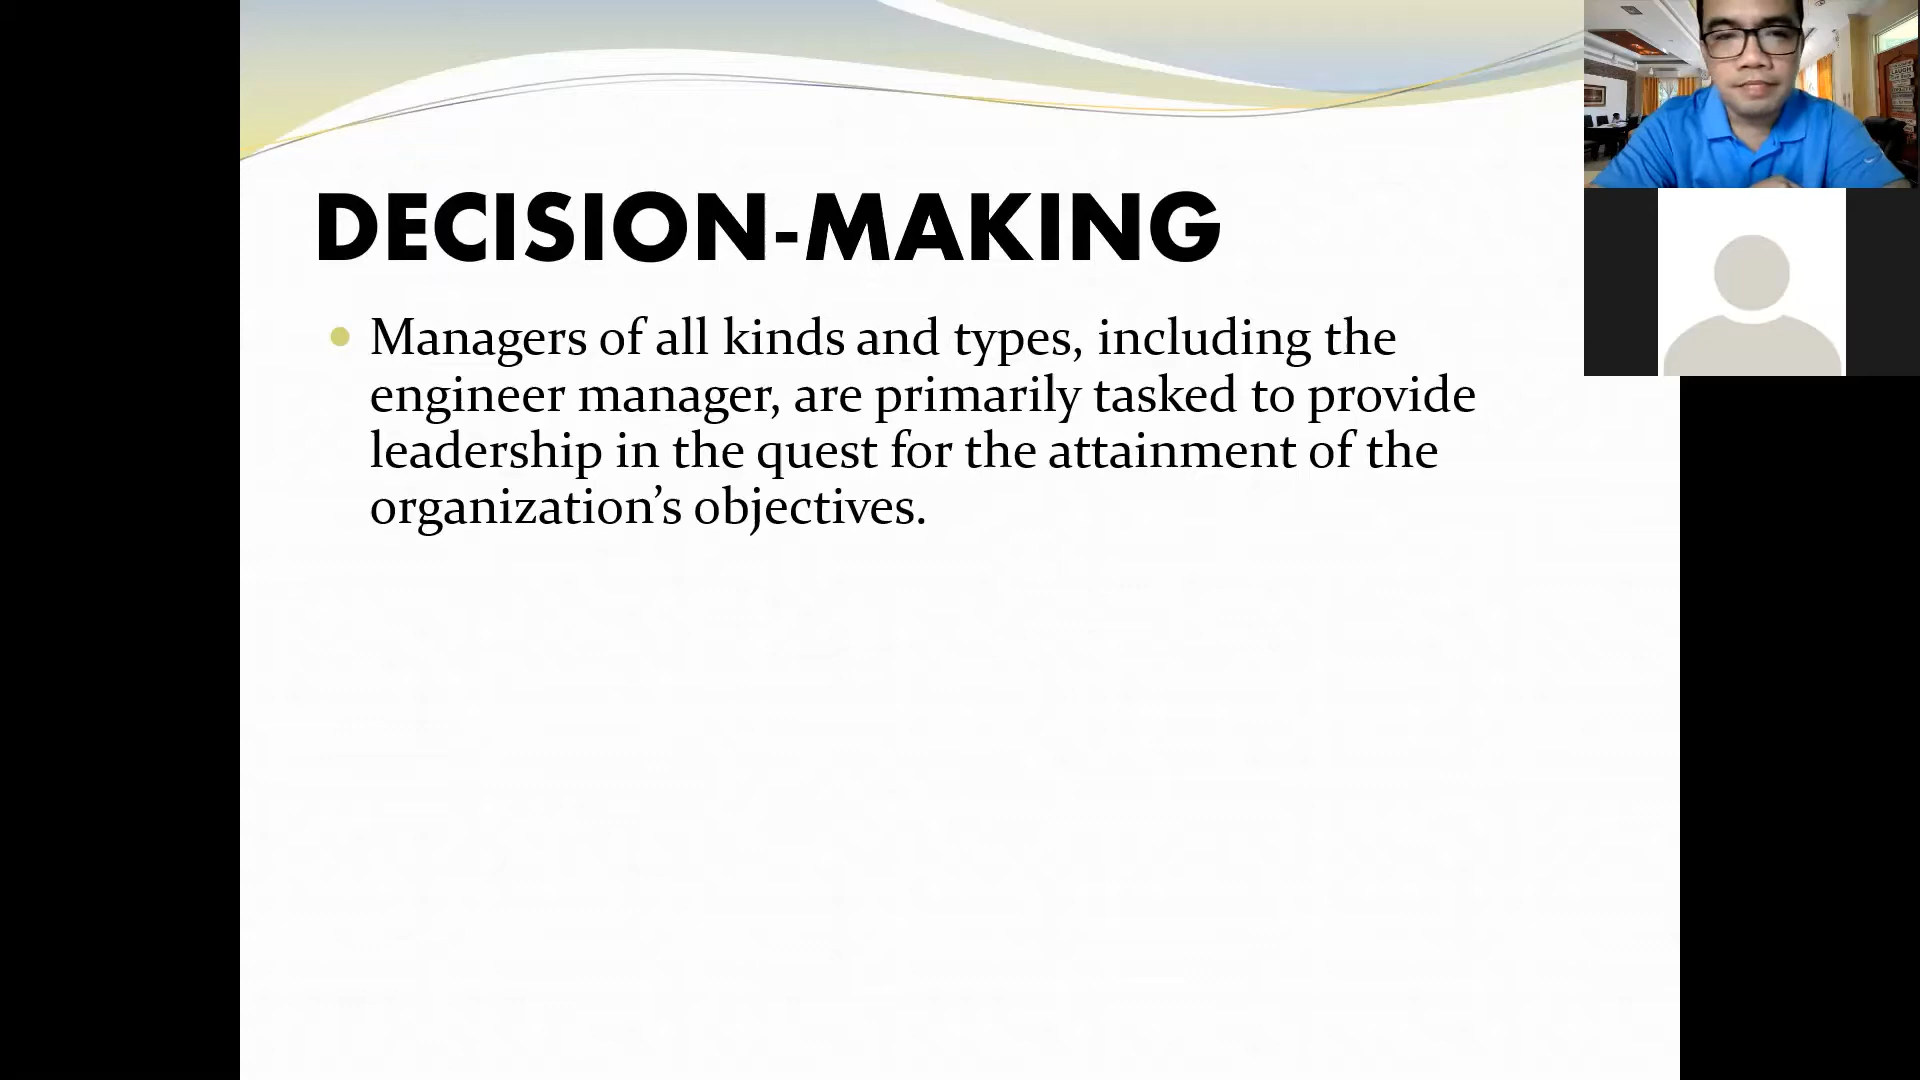 DECISION-MAKING
Managers of all kinds and types, including the
engineer manager, are primarily tasked to provide
leadership in the quest for the attainment of the
organization’s objectives.